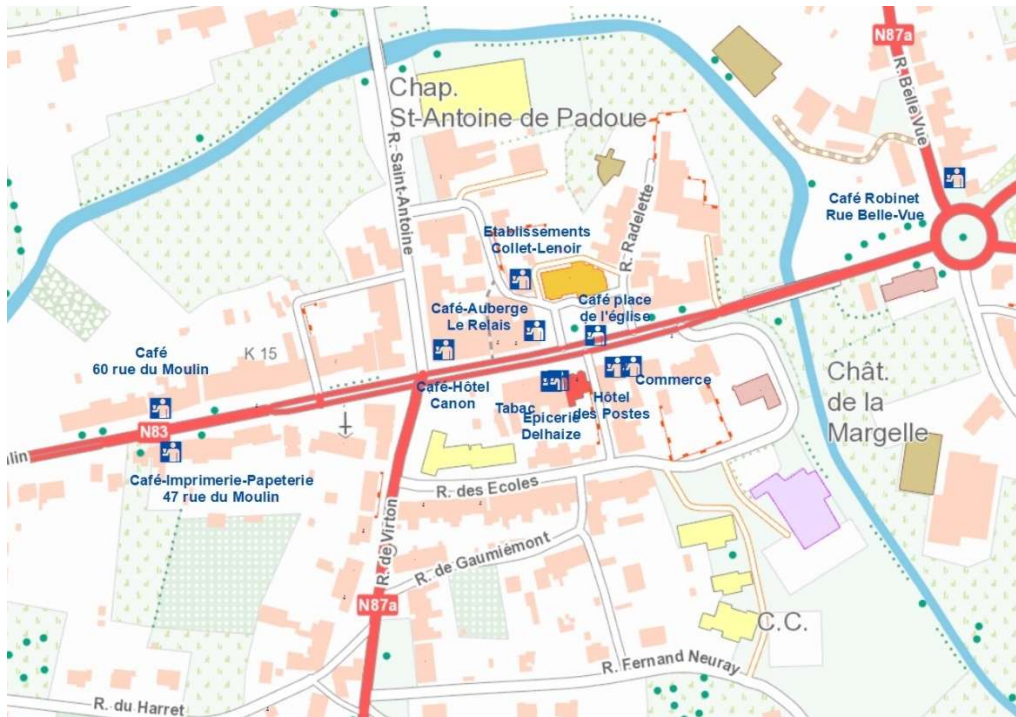 N87a
R. Belle-Vue
Chap.
St-Antoine de Padoue
R. Saint-Antoine
R. Radelette
Café Robinet
Rue Belle-Vue
Etablissements
Collet-Lenoir
Café place
de l'église
Café-Auberge
Le Relais
Café
60 rue du Moulin
K 15
Café-Hôtel
Canon
Tabac
Epicerie
Delhaize
Hôtel
des Postes
Commerce
Chât.
de la
Margelle
N83
lin
Café-Imprimerie-Papeterie
47 rue du Moulin
R. des Ecoles
R. de Virton
R. de Gaumiémont
N87a
C.C.
R. Fernand Neuray
R. du Harret